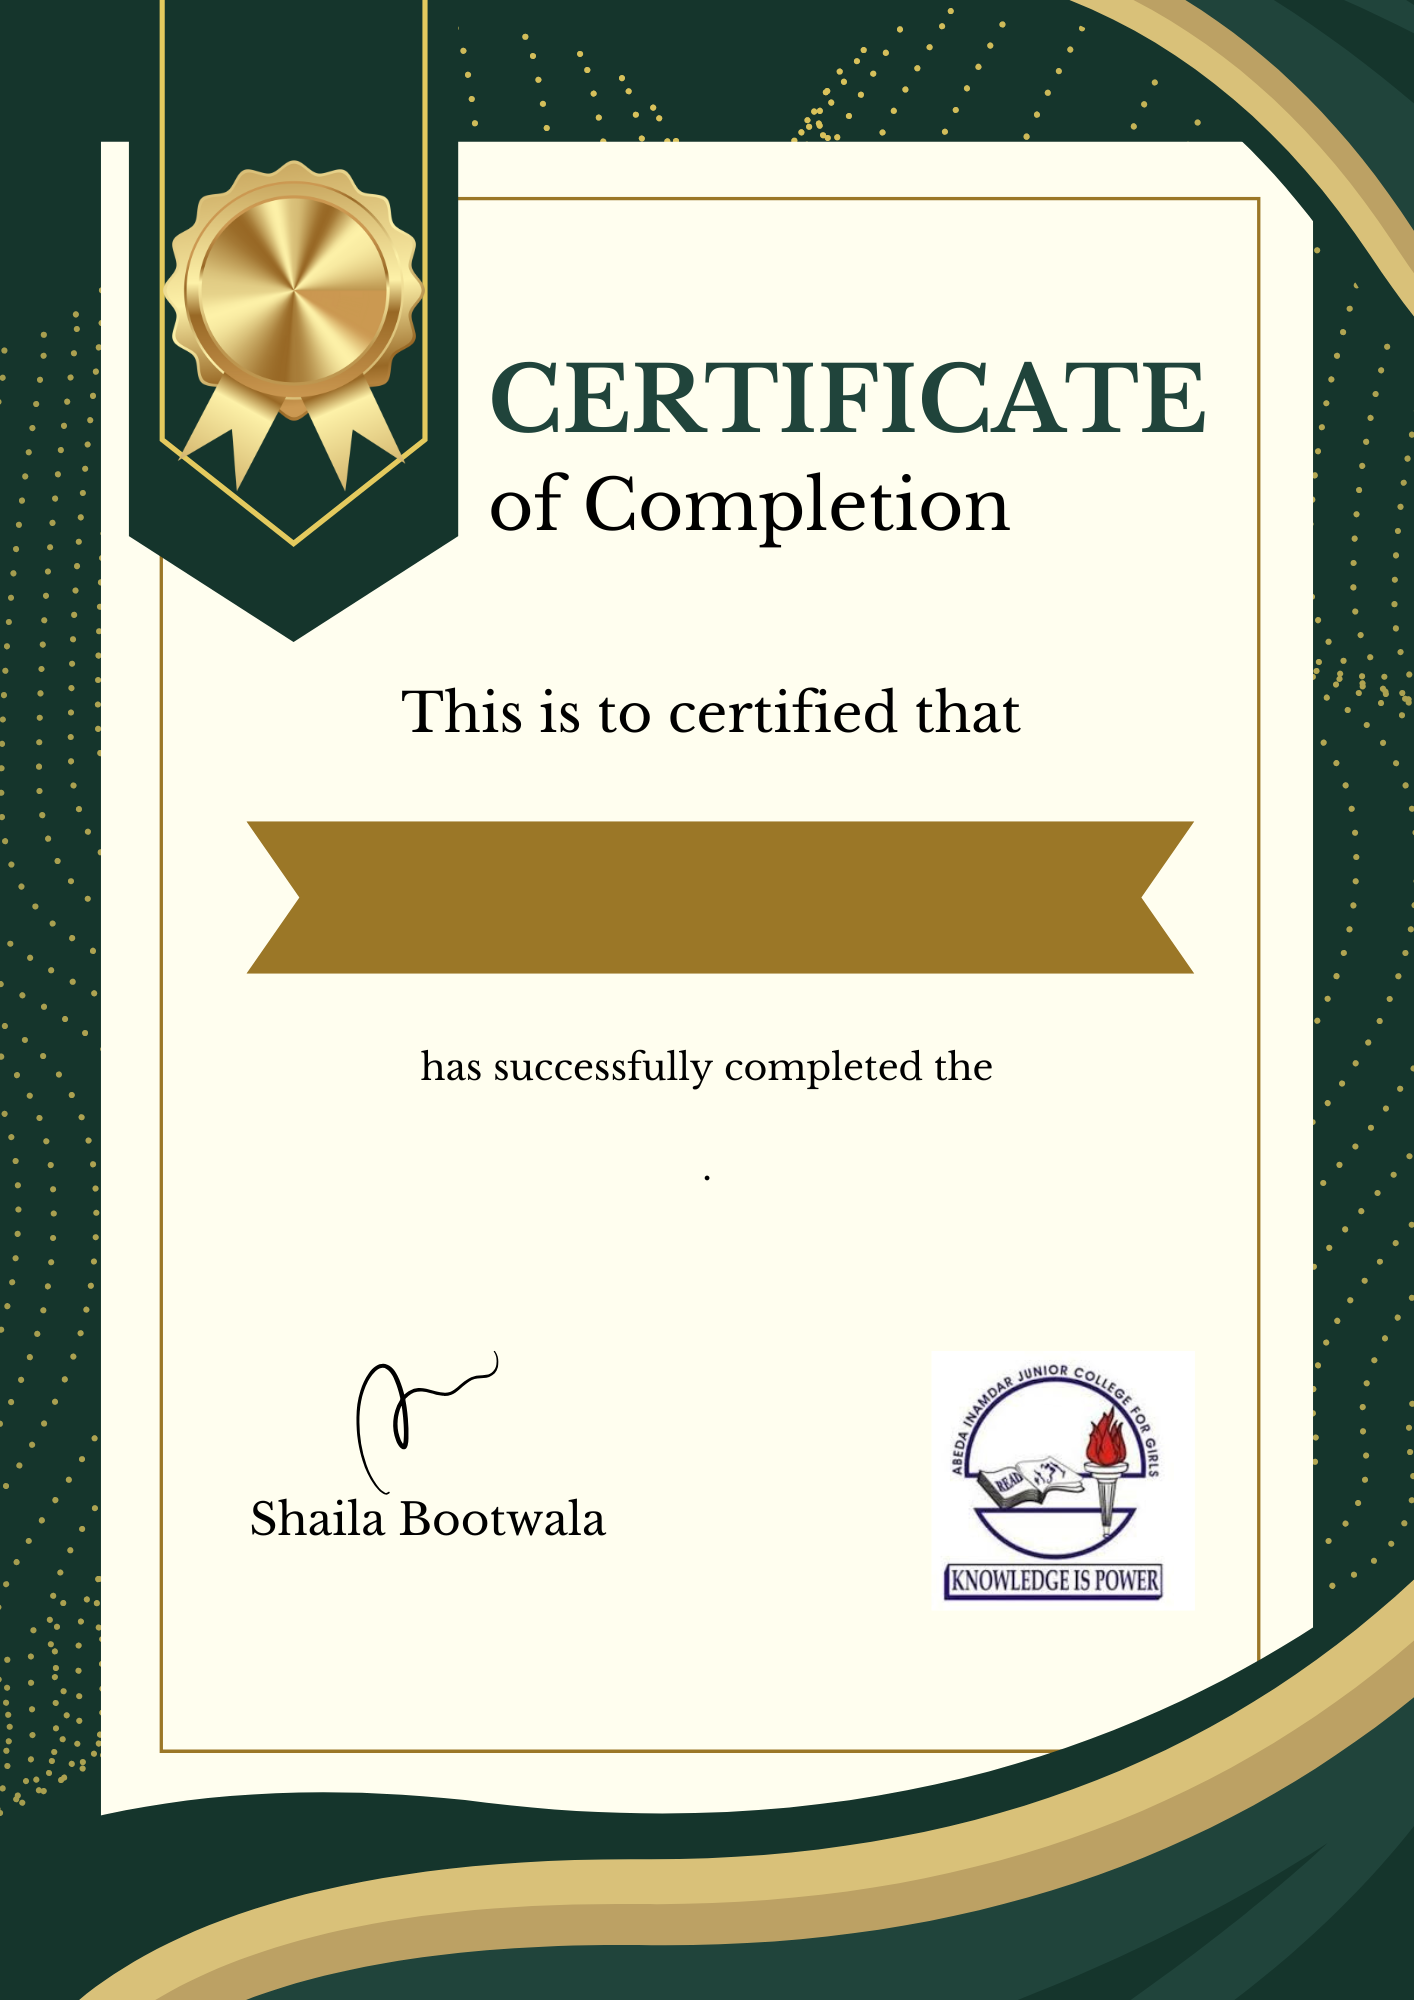 CERTIFICATE
of Completion
This is to certified that
has successfully completed the
.
Shaila Bootwala
ABEDA INAMDAR JUNIOR COLLEGE FOR GIRLS
READ
KNOWLEDGE IS POWER